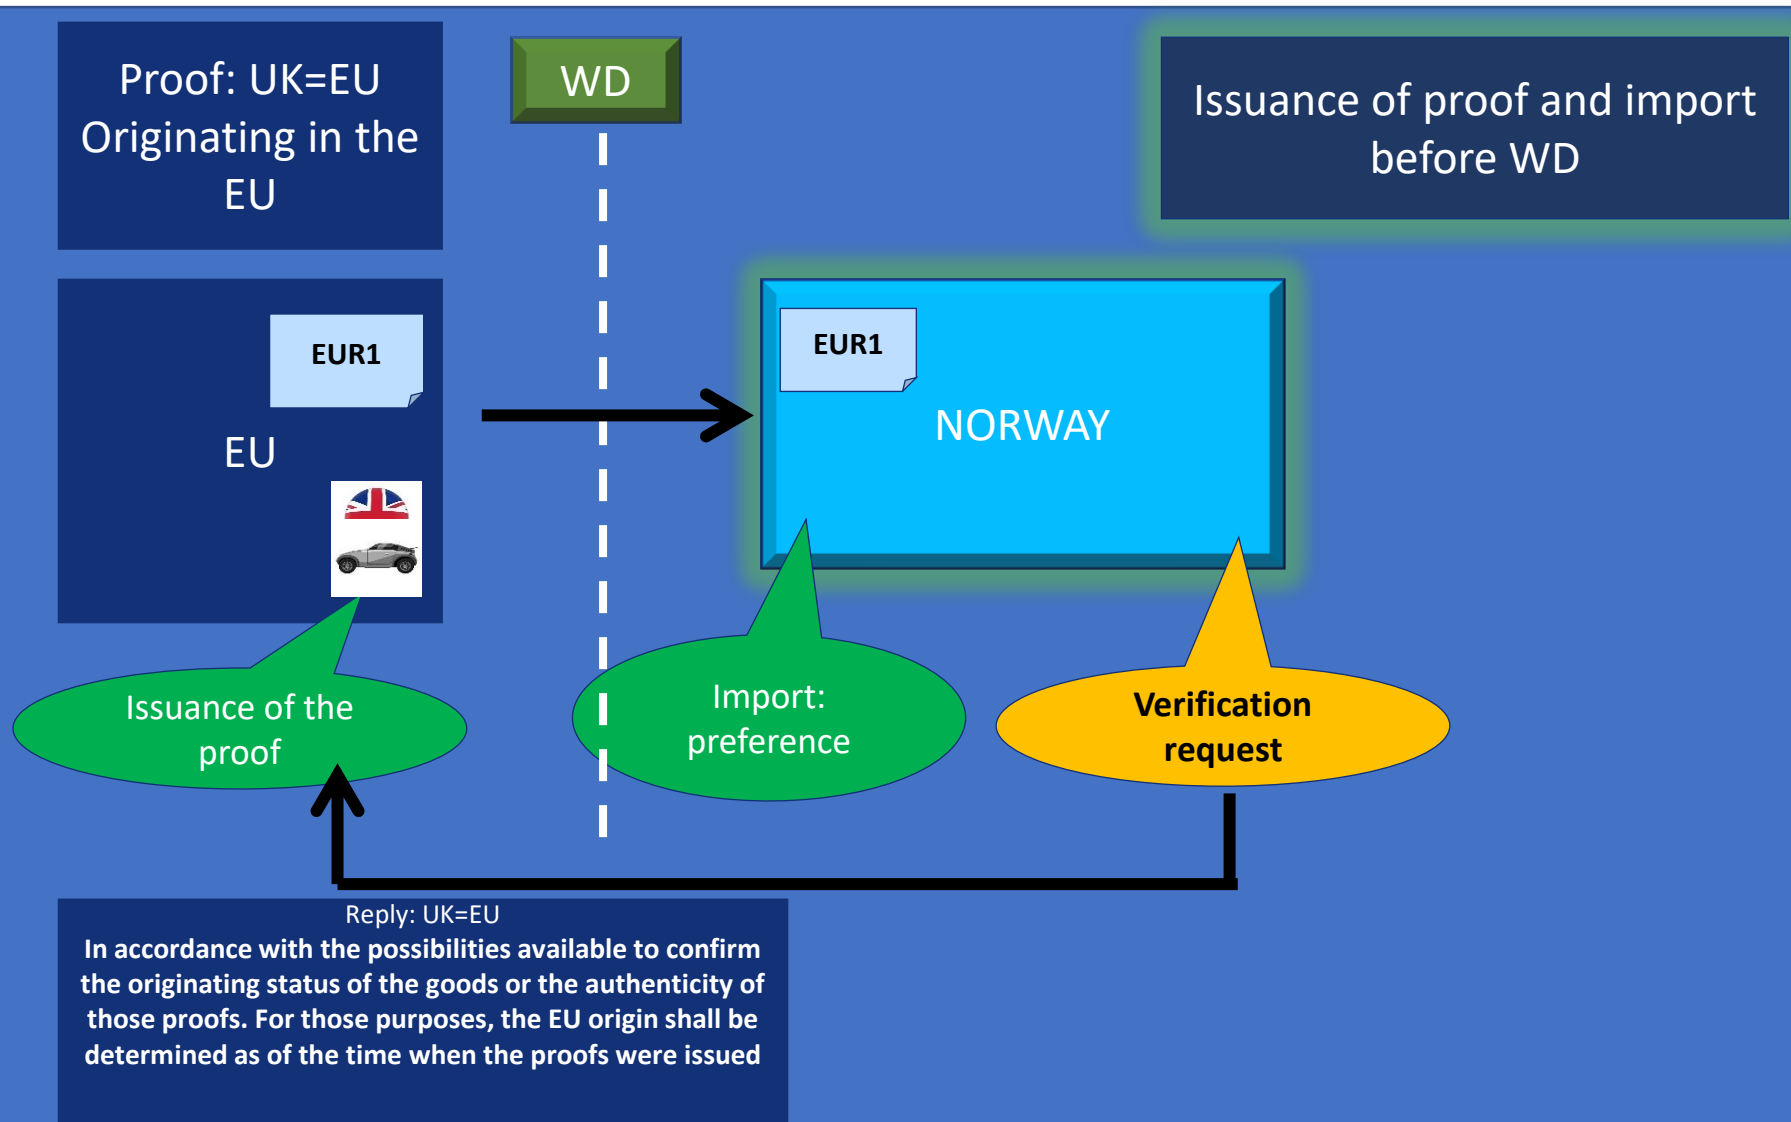 Proof: UK=EU
Originating in the
EU
WD
Issuance of proof and import
before WD
EUR1
EU
EUR1
NORWAY
Issuance of the
proof
Import:
preference
Verification
request
Reply: UK=EU
In accordance with the possibilities available to confirm
the originating status of the goods or the authenticity of
those proofs. For those purposes, the EU origin shall be
determined as of the time when the proofs were issued